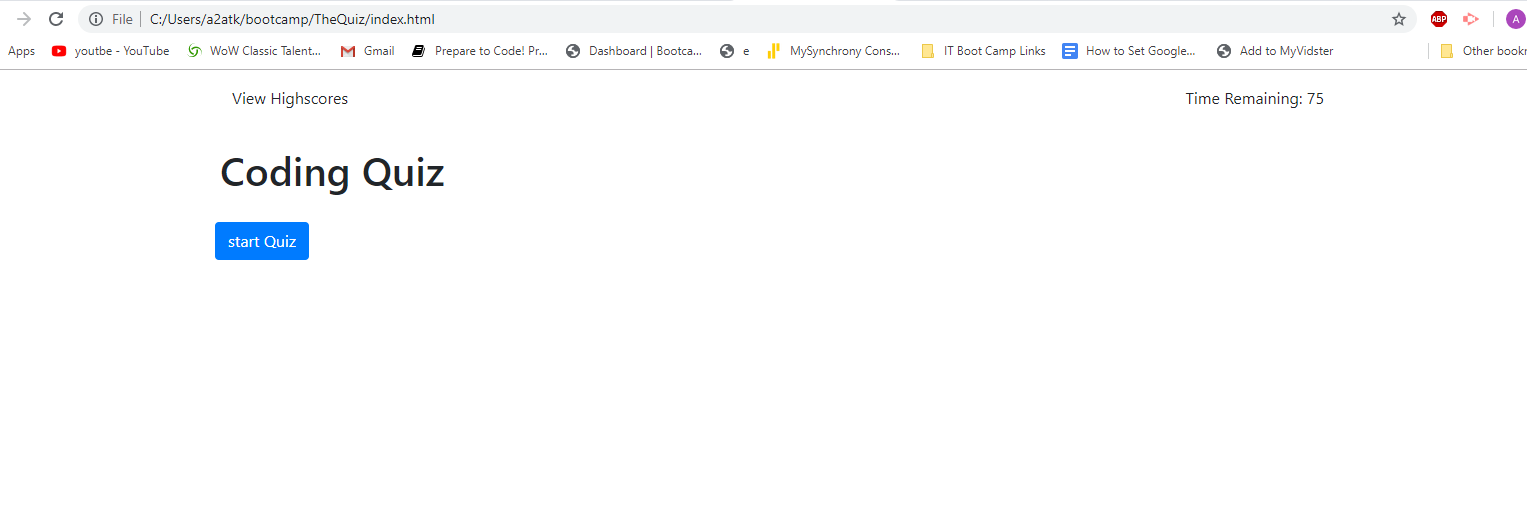 File C:/Users/a2atk/bootcamp/TheQuiz/index.html ABP A
Apps youtbe - YouTube WoW Classic Talent... Gmail Prepare to Code! Pr... Dashboard | Bootca... e MySynchrony Cons... IT Boot Camp Links How to Set Google... Add to MyVidster Other bookr
View Highscores Time Remaining: 75
Coding Quiz
start Quiz